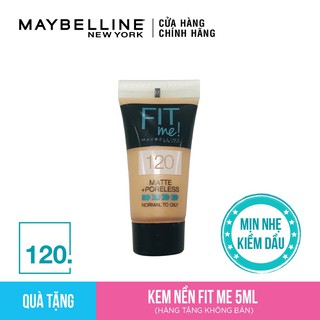 MAYBELLINE
NEW YORK
CỬA HÀNG
CHÍNH HÃNG
FIT
me!
MAYBELLINE
120
MATTE
+PORELESS
NORMAL TO OILY
MỊN NHẸ
KIỀM DẦU
120.
QUÀ TẶNG
KEM NỀN FIT ME 5ML
(HÀNG TẶNG KHÔNG BÁN)